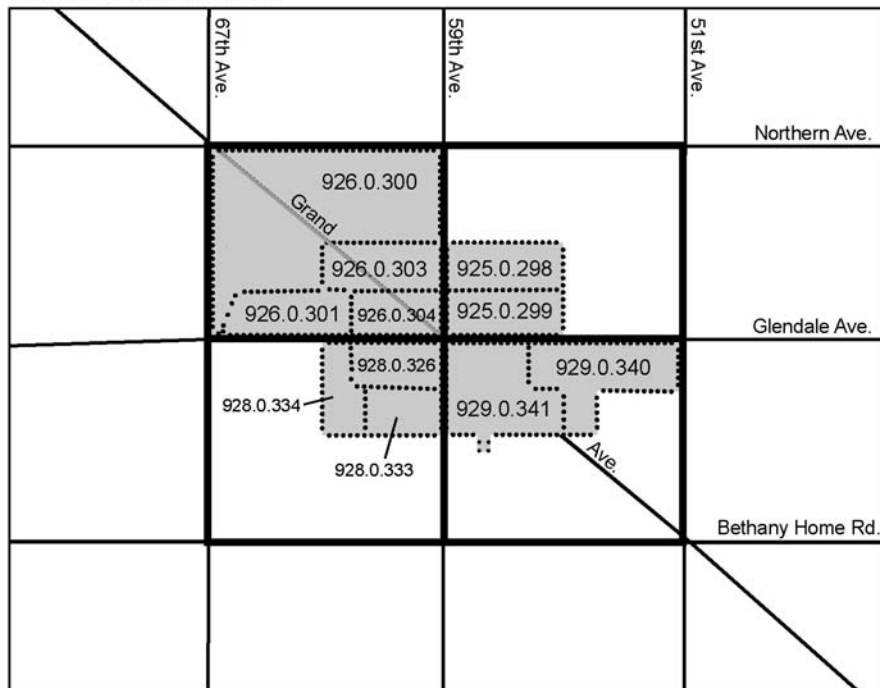 67th Ave.
59th Ave.
51st Ave.
Northern Ave.
926.0.300
Grand
926.0.303
925.0.298
926.0.301
926.0.304
925.0.299
Glendale Ave.
928.0.326
929.0.340
928.0.334
929.0.341
928.0.333
Ave.
Bethany Home Rd.